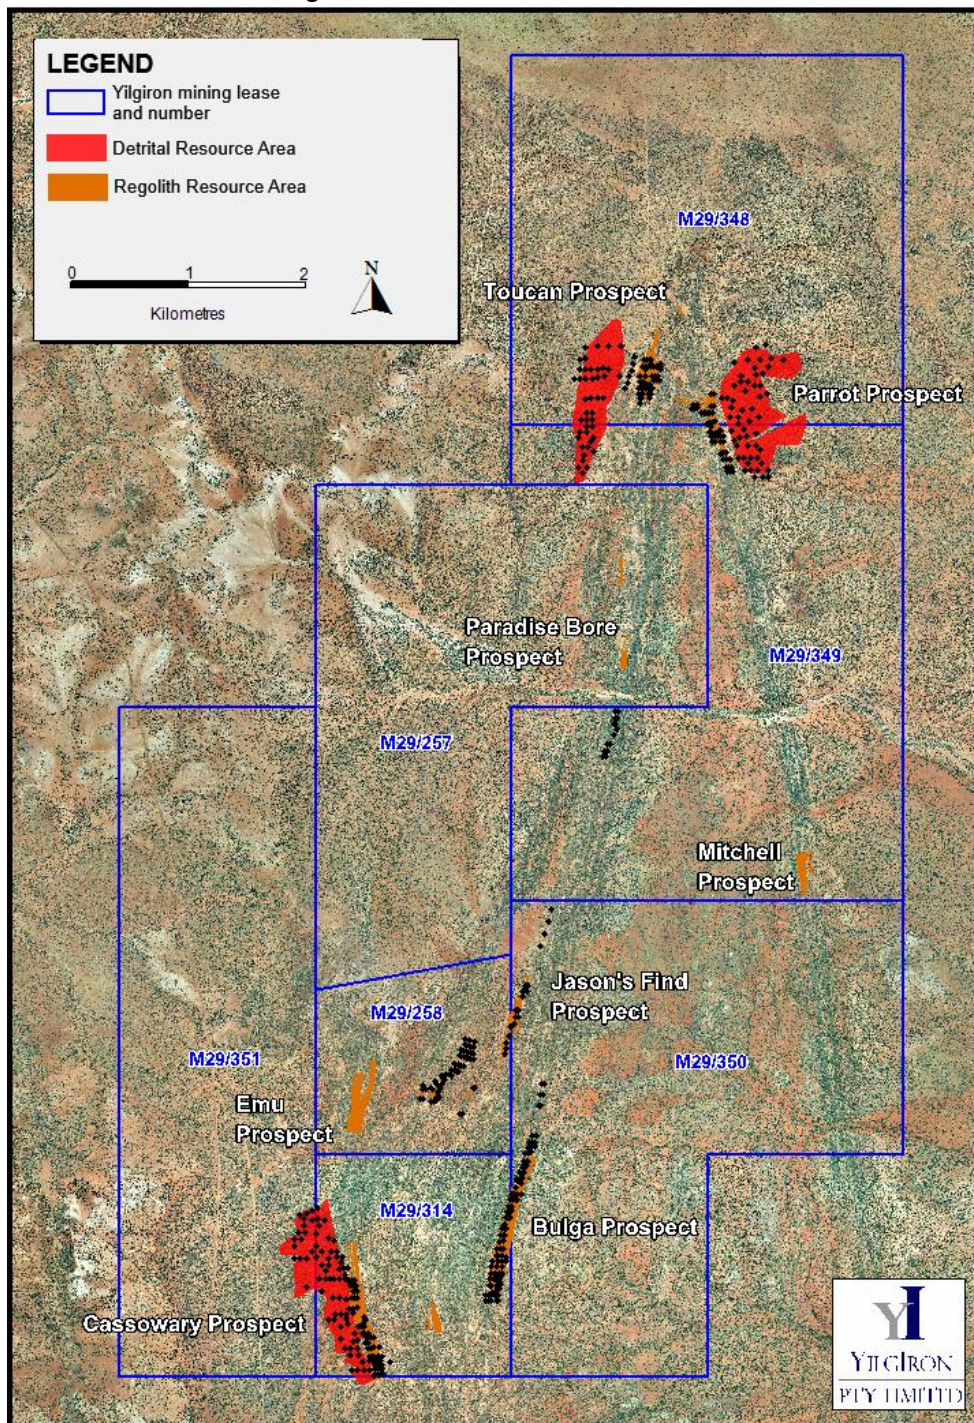 LEGEND
Yilgiron mining lease
and number
Detrital Resource Area
Regolith Resource Area
0 1 2
Kilometres
N
M29/348
Toucan Prospect
Parrot Prospect
Paradise Bore
Prospect
M29/349
M29/257
Mitchell
Prospect
Jason's Find
Prospect
M29/258
M29/351
M29/350
Emu
Prospect
M29/314
Bulga Prospect
Cassowary Prospect
YI
YILGIRON
PTY LIMITED